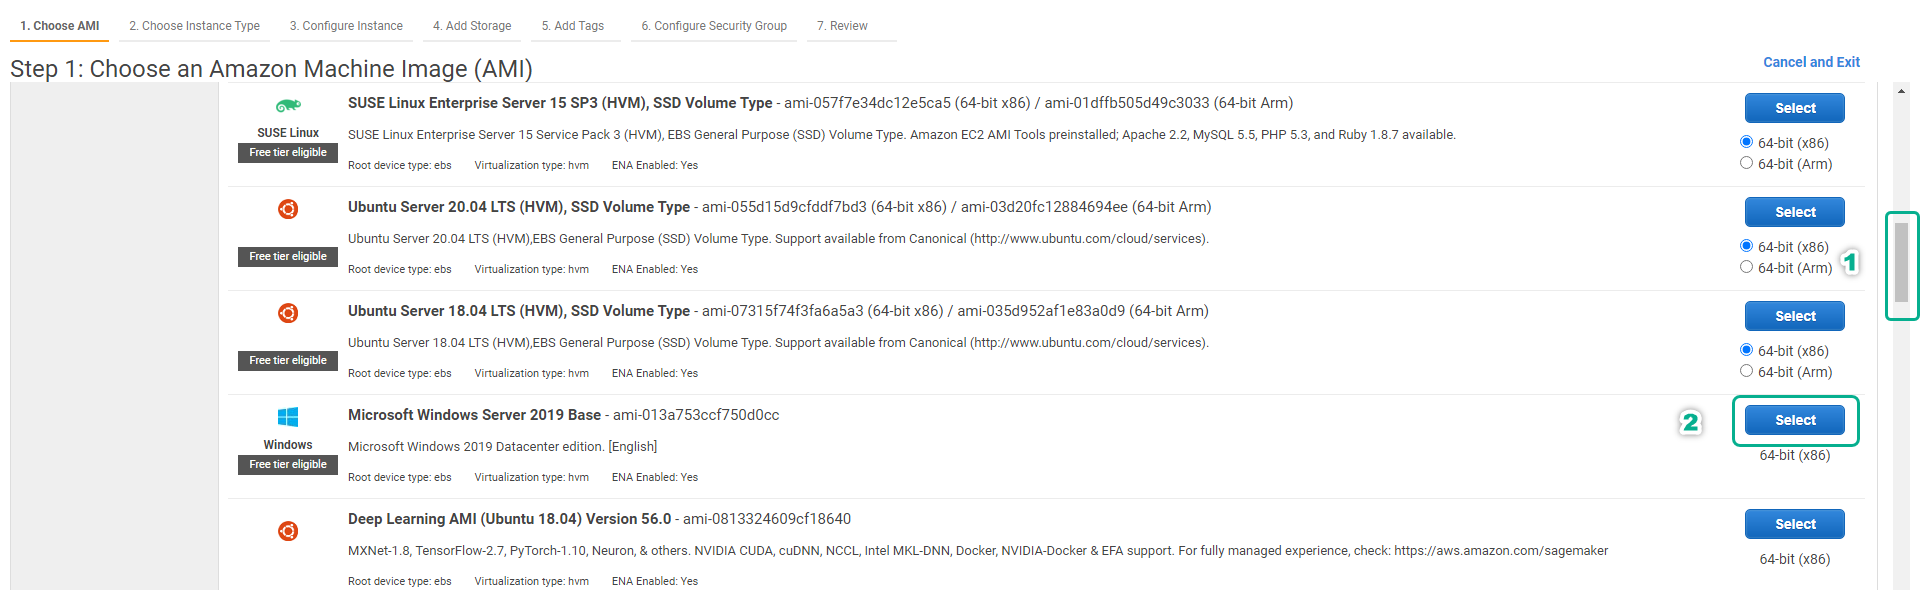 1. Choose AMI 2. Choose Instance Type 3. Configure Instance 4. Add Storage 5. Add Tags 6. Configure Security Group 7. Review
Step 1: Choose an Amazon Machine Image (AMI)
Cancel and Exit
SUSE Linux
Free tier eligible
SUSE Linux Enterprise Server 15 SP3 (HVM), SSD Volume Type - ami-057f7e34dc12e5ca5 (64-bit x86) / ami-01dffb505d49c3033 (64-bit Arm)
SUSE Linux Enterprise Server 15 Service Pack 3 (HVM), EBS General Purpose (SSD) Volume Type. Amazon EC2 AMI Tools preinstalled; Apache 2.2, MySQL 5.5, PHP 5.3, and Ruby 1.8.7 available.
Root device type: ebs Virtualization type: hvm ENA Enabled: Yes
Select
64-bit (x86)
64-bit (Arm)
Free tier eligible
Ubuntu Server 20.04 LTS (HVM), SSD Volume Type - ami-055d15d9cfddf7bd3 (64-bit x86) / ami-03d20fc12884694ee (64-bit Arm)
Ubuntu Server 20.04 LTS (HVM),EBS General Purpose (SSD) Volume Type. Support available from Canonical (http://www.ubuntu.com/cloud/services).
Root device type: ebs Virtualization type: hvm ENA Enabled: Yes
Select
64-bit (x86)
64-bit (Arm)
1
Free tier eligible
Ubuntu Server 18.04 LTS (HVM), SSD Volume Type - ami-07315f74f3fa6a5a3 (64-bit x86) / ami-035d952af1e83a0d9 (64-bit Arm)
Ubuntu Server 18.04 LTS (HVM),EBS General Purpose (SSD) Volume Type. Support available from Canonical (http://www.ubuntu.com/cloud/services).
Root device type: ebs Virtualization type: hvm ENA Enabled: Yes
Select
64-bit (x86)
64-bit (Arm)
Windows
Free tier eligible
Microsoft Windows Server 2019 Base - ami-013a753ccf750d0cc
Microsoft Windows 2019 Datacenter edition. [English]
Root device type: ebs Virtualization type: hvm ENA Enabled: Yes
2
Select
64-bit (x86)
Deep Learning AMI (Ubuntu 18.04) Version 56.0 - ami-0813324609cf18640
MXNet-1.8, TensorFlow-2.7, PyTorch-1.10, Neuron, & others. NVIDIA CUDA, cuDNN, NCCL, Intel MKL-DNN, Docker, NVIDIA-Docker & EFA support. For fully managed experience, check: https://aws.amazon.com/sagemaker
Root device type: ebs Virtualization type: hvm ENA Enabled: Yes
Select
64-bit (x86)